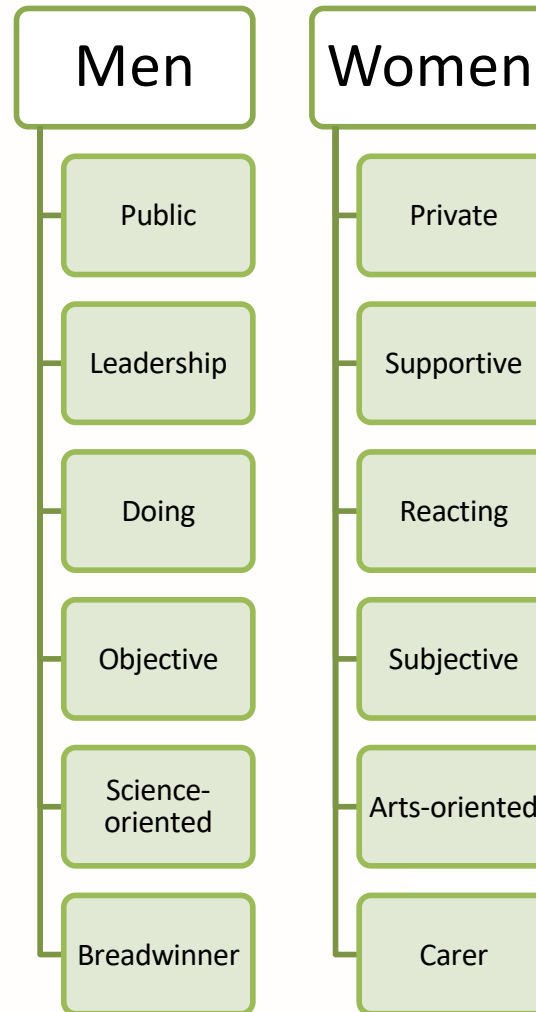 Men
Public
Leadership
Doing
Objective
Science-
oriented
Breadwinner
Women
Private
Supportive
Reacting
Subjective
Arts-oriented
Carer